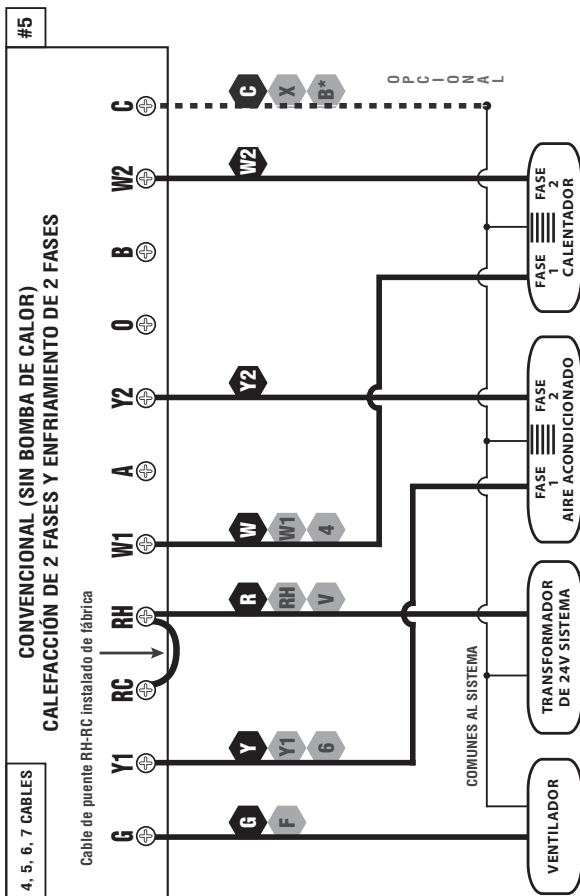 4, 5, 6, 7 CABLES
CONVENCIONAL (SIN BOMBA DE CALOR)
CALEFACCIÓN DE 2 FASES Y ENFRIAMIENTO DE 2 FASES
#5
Cable de puente RH-RC instalado de fábrica
G Y1 RC RH W1 A Y2 O B W2 C
G Y R W Y2 W2 C
F Y1 RH W1 X
6 V 4 B*
OPCIONAL
COMUNES AL SISTEMA
VENTILADOR
TRANSFORMADOR
DE 24V SISTEMA
FASE
1
FASE
2
AIRE ACONDICIONADO
FASE
1
FASE
2
CALENTADOR